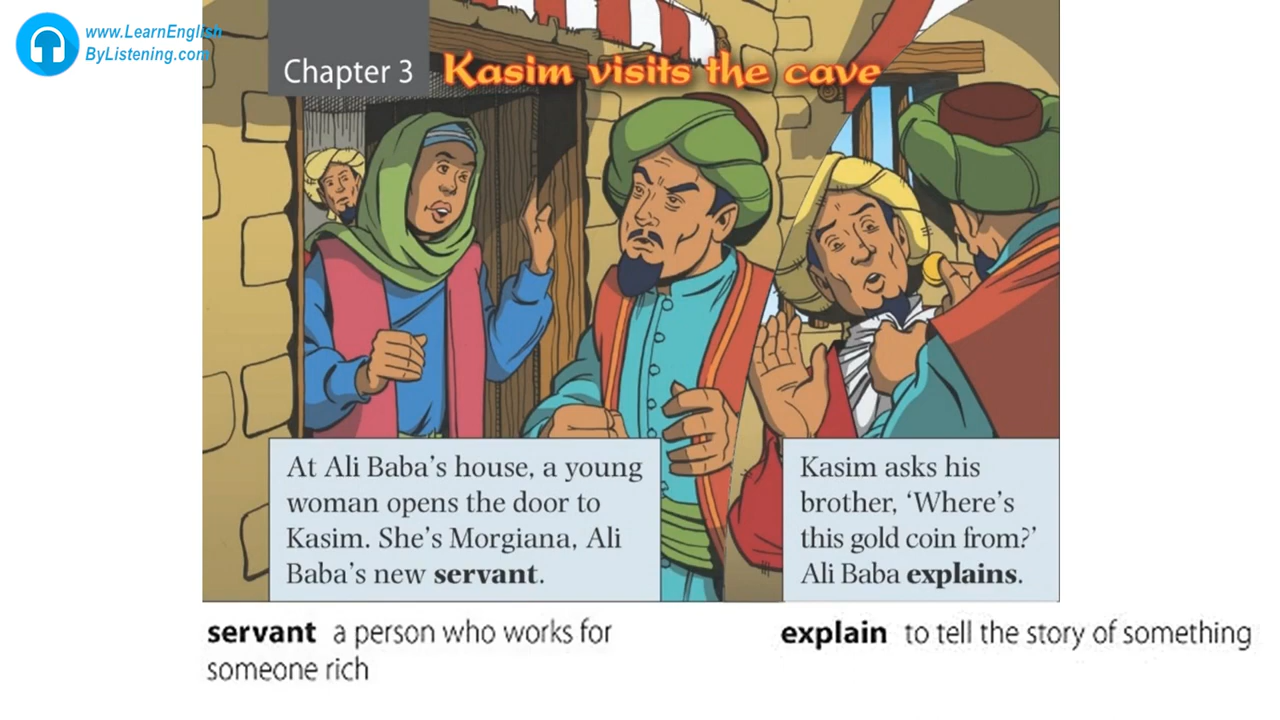 www.LearnEnglish
ByListening.com
Chapter 3
Kasim visits the cave
At Ali Baba’s house, a young
woman opens the door to
Kasim. She’s Morgiana, Ali
Baba’s new servant.
Kasim asks his
brother, ‘Where’s
this gold coin from?’
Ali Baba explains.
servant a person who works for
someone rich
explain to tell the story of something